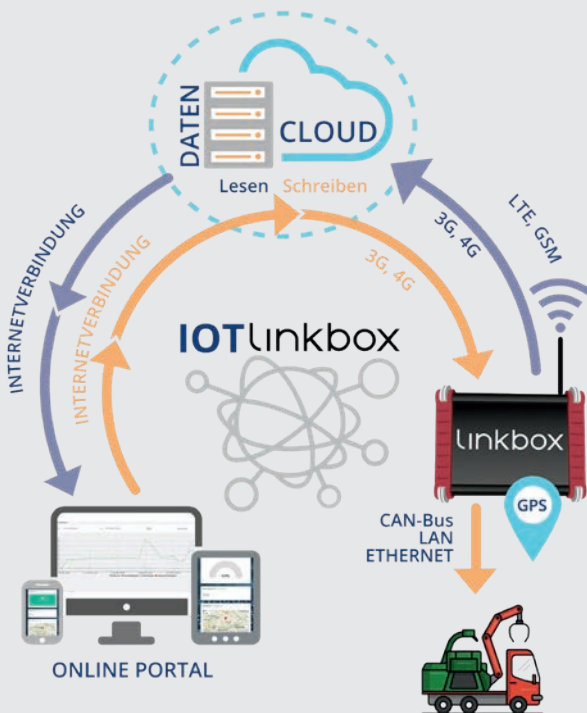 DATEN
CLOUD
Lesen Schreiben
INTERNETVERBINDUNG
INTERNETVERBINDUNG
3G, 4G
3G, 4G
LTE, GSM
IOTlinkbox
linkbox
GPS
CAN-Bus
LAN
ETHERNET
ONLINE PORTAL